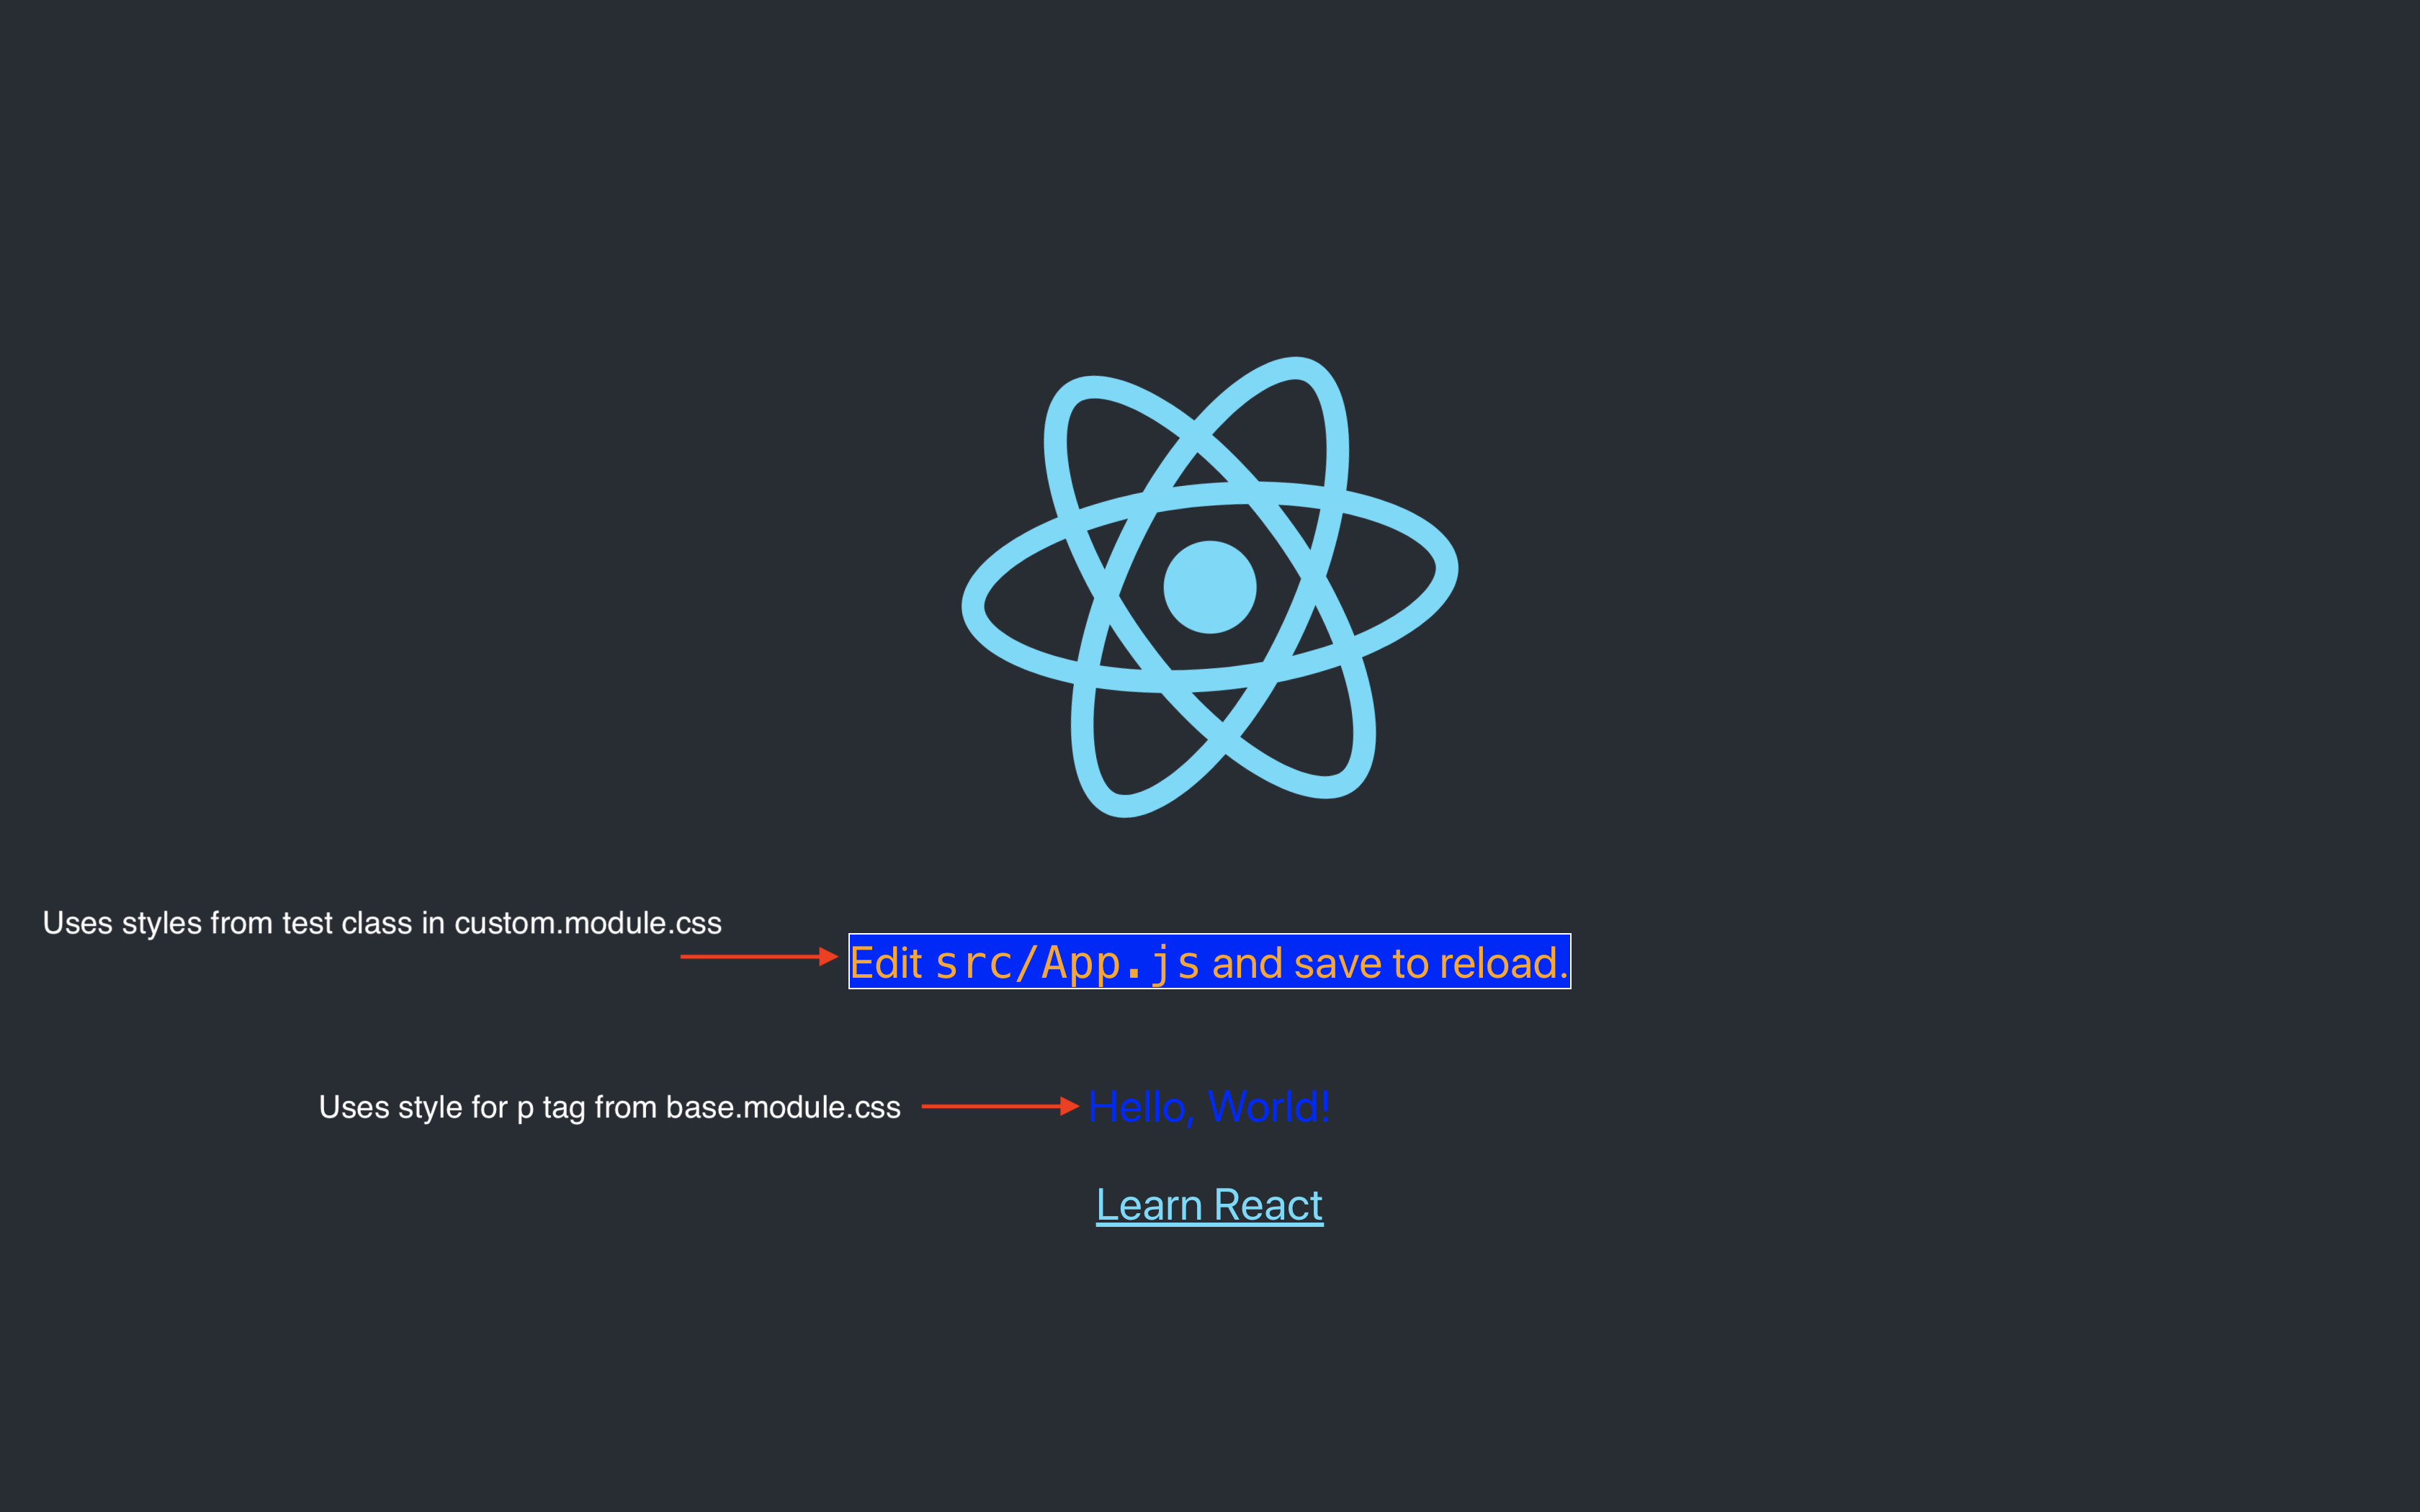 Uses styles from test class in custom.module.css
Edit src/App.js and save to reload.
Uses style for p tag from base.module.css
Hello, World!
Learn React